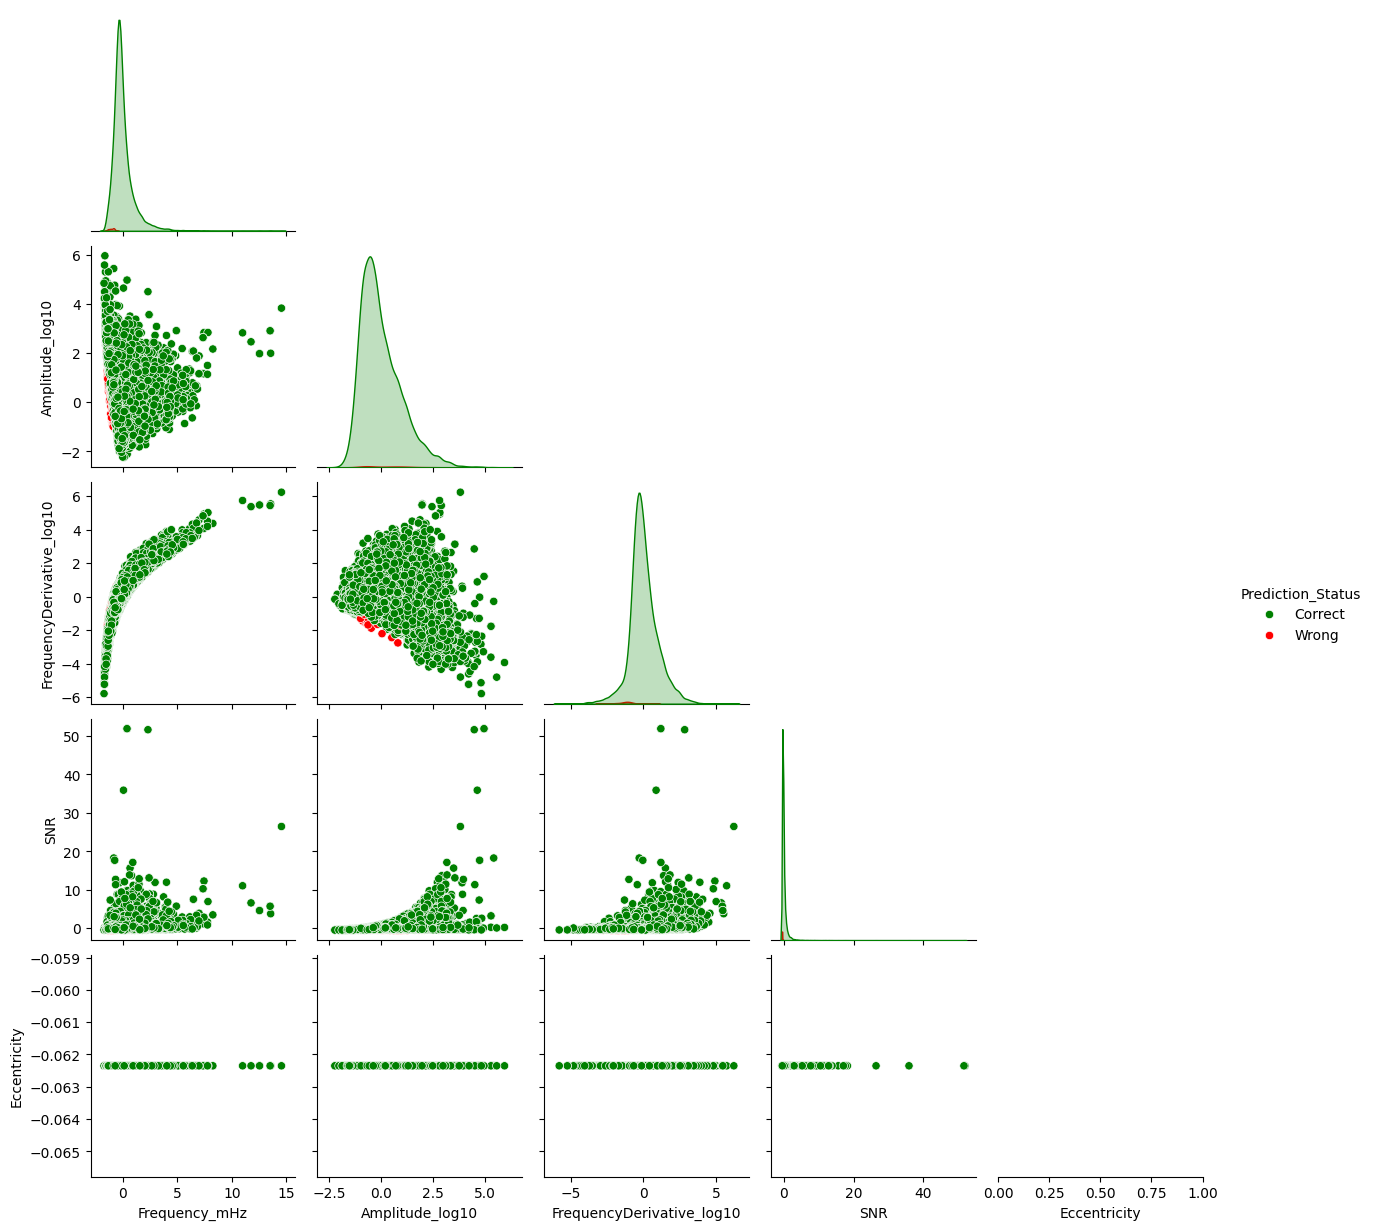 6
4
2
0
−2
Amplitude_log10
6
4
2
0
−2
−4
−6
FrequencyDerivative_log10
Prediction_Status
Correct
Wrong
50
40
30
20
10
0
SNR
−0.059
−0.060
−0.061
−0.062
−0.063
−0.064
−0.065
Eccentricity
0 5 10 15
−2.5 0.0 2.5 5.0
−5 0 5
0 20 40
0.00 0.25 0.50 0.75 1.00
Frequency_mHz
Amplitude_log10
FrequencyDerivative_log10
SNR
Eccentricity